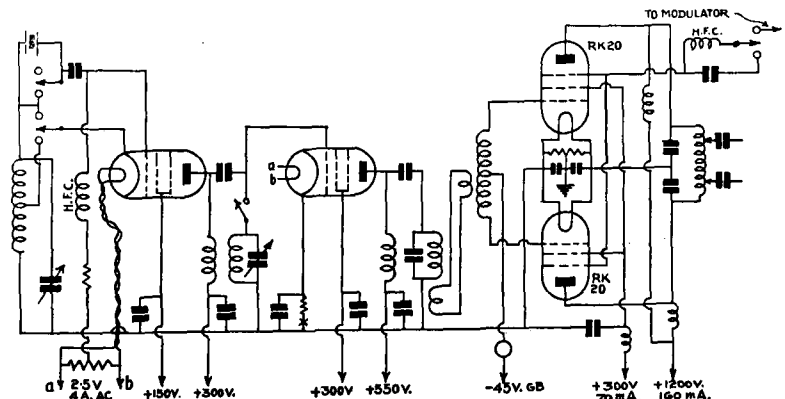 TO MODULATOR
H.F.C.
RK20
a
b
H.F.C.
RK
20
a 2·5V b
4A. AC
+150V.
+300V.
+300V
+550V.
-45V. GB
+300V
70 mA
+1200V.
160 mA.